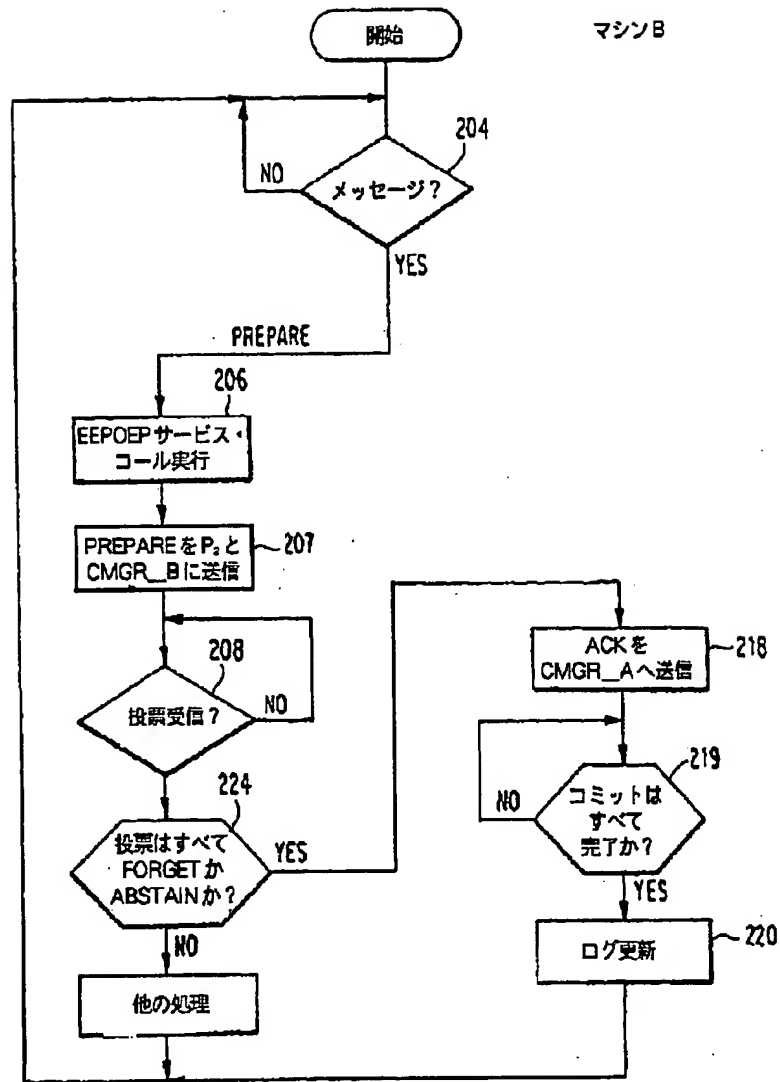 開始
マシンB
204
メッセージ?
NO
YES
PREPARE
206
EEPOEPサービス・
コール実行
PREPAREをP₂と
CMGR__Bに送信
207
208
投票受信?
NO
224
投票はすべて
FORGETか
ABSTAINか?
YES
NO
他の処理
ACKを
CMGR__Aへ送信
218
219
コミットは
すべて
完了か?
NO
YES
ログ更新
220